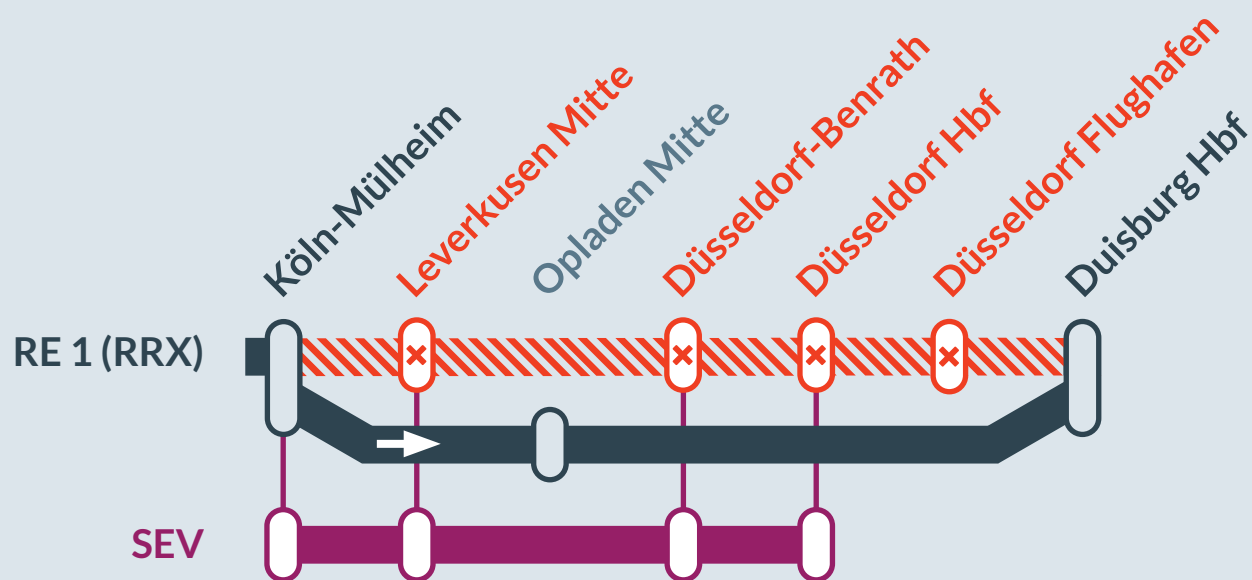 Köln-Mülheim
Leverkusen Mitte
Opladen Mitte
Düsseldorf-Benrath
Düsseldorf Hbf
Düsseldorf Flughafen
Duisburg Hbf
RE 1 (RRX)
SEV